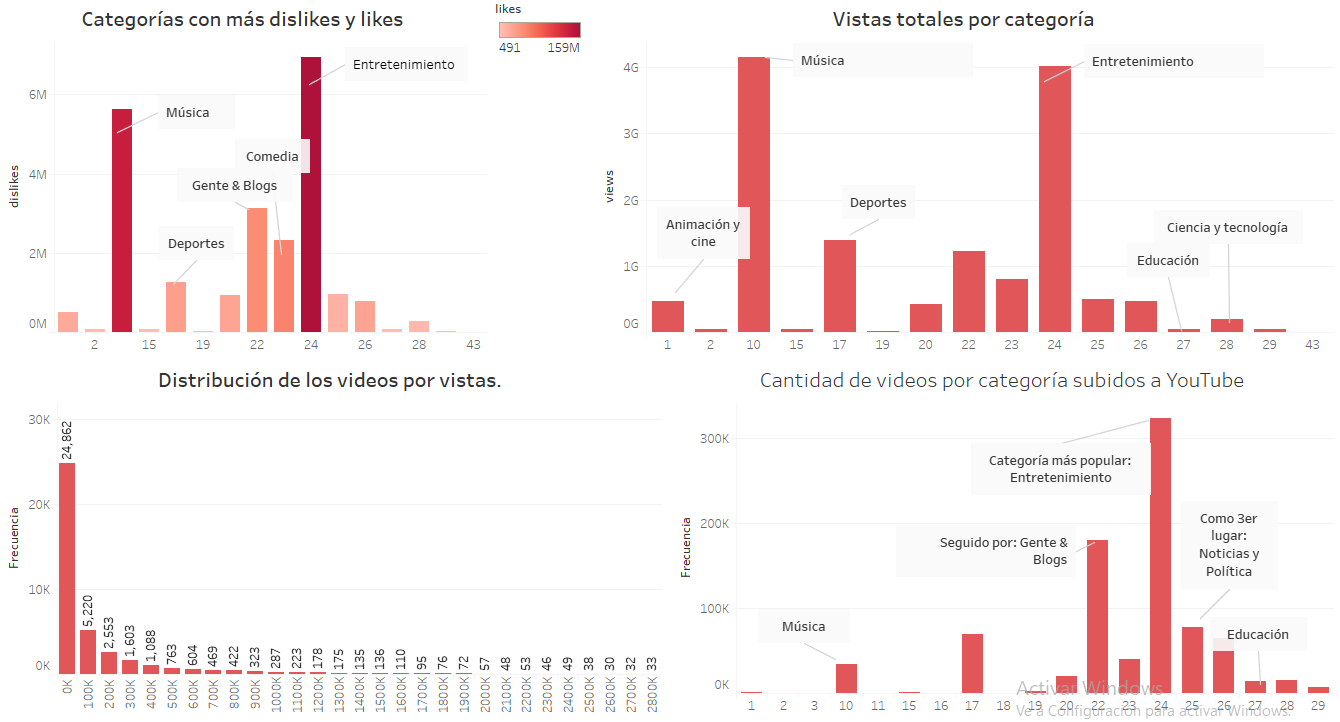 Categorías con más dislikes y likes
likes
491
159M
dislikes
6M
4M
2M
0M
Entretenimiento
Música
Comedia
Gente & Blogs
Deportes
2
15
19
22
24
26
28
43
Vistas totales por categoría
views
4G
3G
2G
1G
0G
Música
Entretenimiento
Deportes
Animación y
cine
Ciencia y tecnología
Educación
1
2
10
15
17
19
20
22
23
24
25
26
27
28
29
43
Distribución de los videos por vistas.
Frecuencia
30K
20K
10K
0K
24,862
5,220
2,553
1,603
1,088
763
604
469
422
323
287
223
178
175
135
136
110
95
76
72
57
48
53
46
49
38
30
32
33
0K
100K
200K
300K
400K
500K
600K
700K
800K
900K
1000K
1100K
1200K
1300K
1400K
1500K
1600K
1700K
1800K
1900K
2000K
2100K
2200K
2300K
2400K
2500K
2600K
2700K
2800K
Cantidad de videos por categoría subidos a YouTube
Frecuencia
300K
200K
100K
0K
Categoría más popular:
Entretenimiento
Seguido por: Gente &
Blogs
Como 3er
lugar:
Noticias y
Política
Música
Educación
1
2
3
10
11
15
17
18
19
20
22
23
24
25
26
27
28
29
Activar Windows
Ve a Configuración para activar Windows.